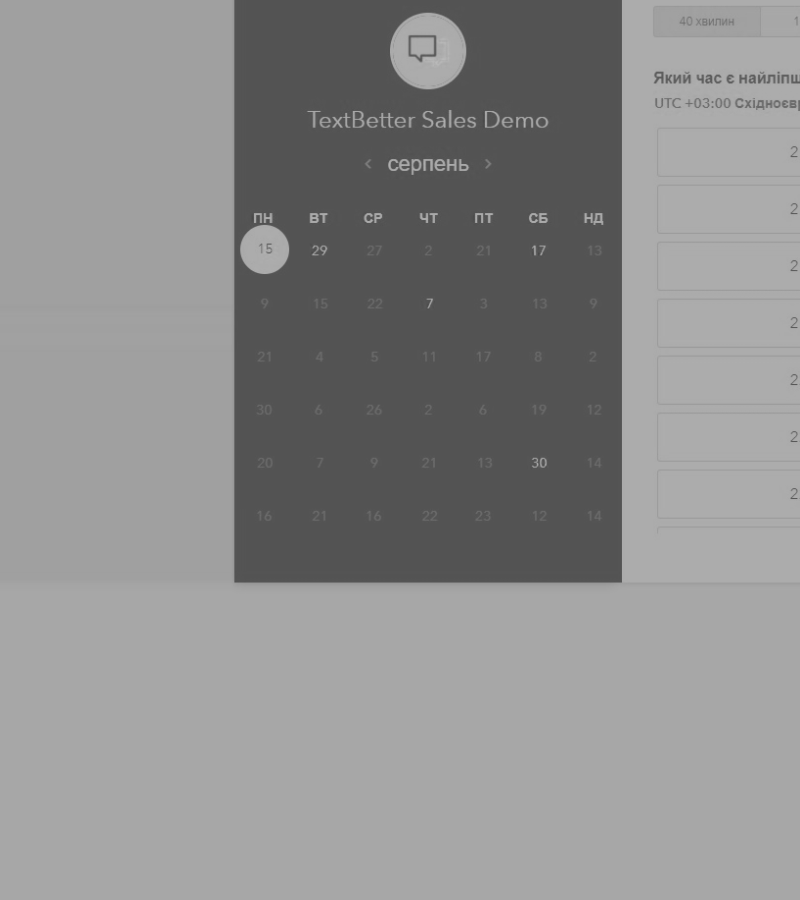 40 хвилин 1
TextBetter Sales Demo
серпень
ПН ВТ СР ЧТ ПТ СБ НД
15 29 27 2 21 17 13
9 15 22 7 3 13 9
21 4 5 11 17 8 2
30 6 26 2 6 19 12
20 7 9 21 13 30 14
16 21 16 22 23 12 14
Який час є найліпш
UTC +03:00 Східноєвр
2
2
2
2
2
2
2